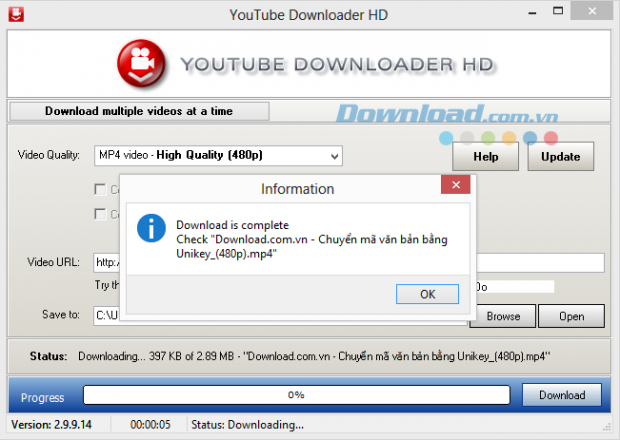 YouTube Downloader HD
YOUTUBE DOWNLOADER HD
Download multiple videos at a time
Download.com.vn
Video Quality:
MP4 video - High Quality (480p)
Help
Update
Information
Download is complete
Check "Download.com.vn - Chuyển mã văn bản bằng
Unikey_(480p).mp4"
OK
Video URL:
http:/
Try th
Save to:
C:\U
Browse
Open
Status: Downloading... 397 KB of 2.89 MB - "Download.com.vn - Chuyển mã văn bản bằng Unikey_(480p).mp4"
Progress
0%
Download
Version: 2.9.9.14
00:00:05
Status: Downloading...